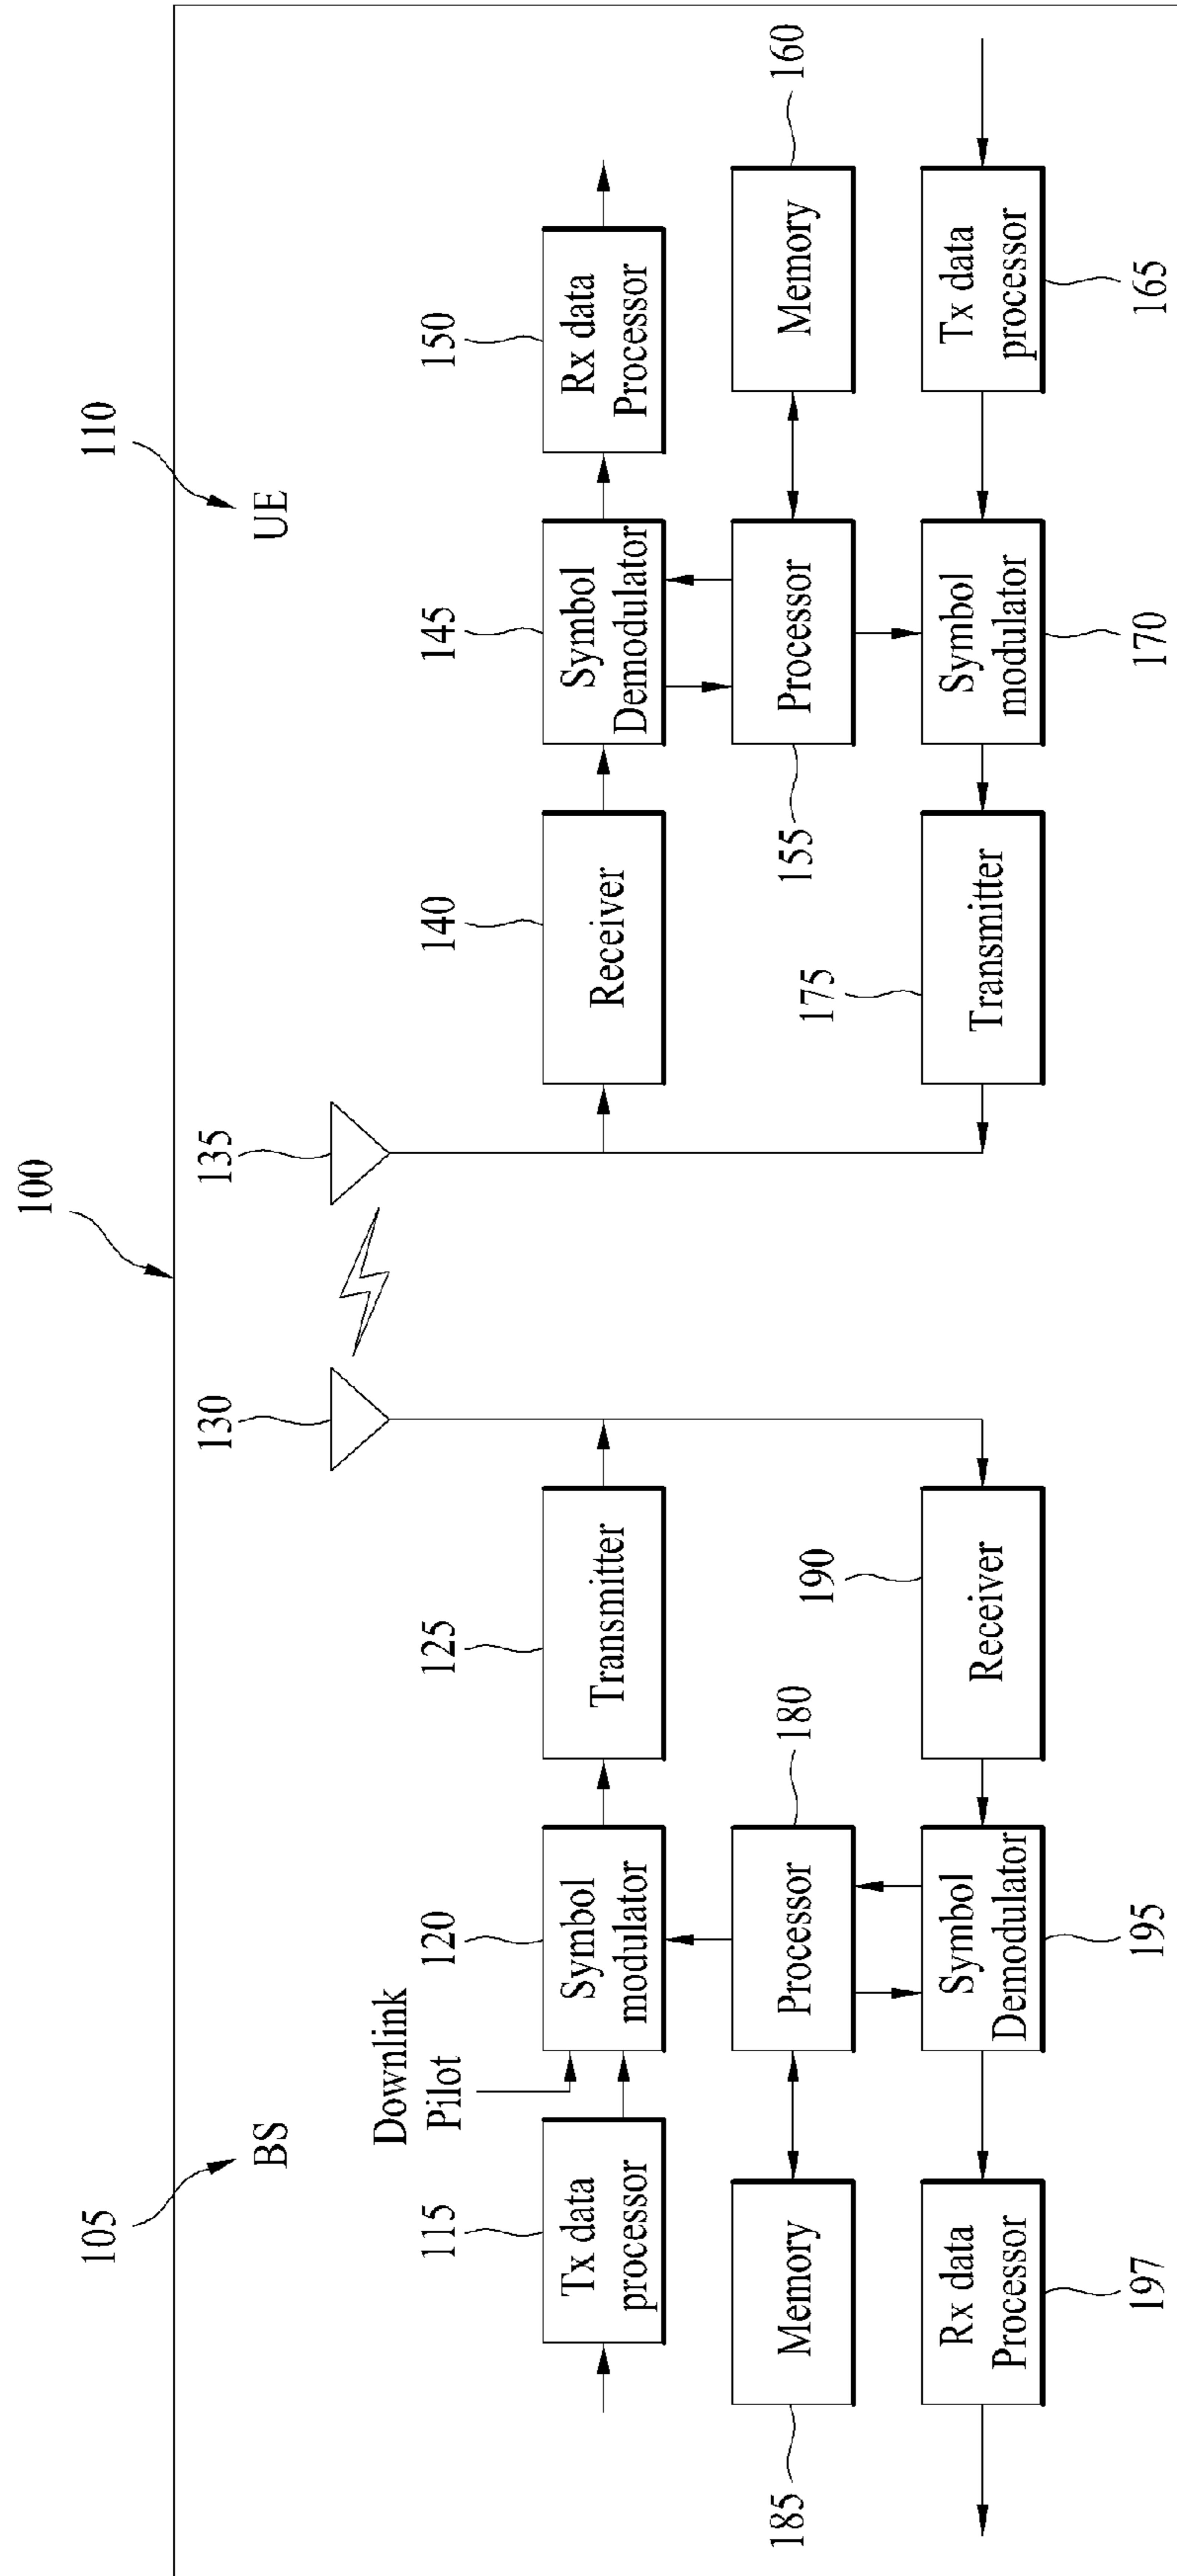 100
105
BS
110
UE
130
135
Downlink
Pilot
115
Tx data
processor
120
Symbol
modulator
125
Transmitter
140
Receiver
145
Symbol
Demodulator
150
Rx data
Processor
185
Memory
180
Processor
155
Processor
160
Memory
197
Rx data
Processor
195
Symbol
Demodulator
190
Receiver
175
Transmitter
170
Symbol
modulator
165
Tx data
processor